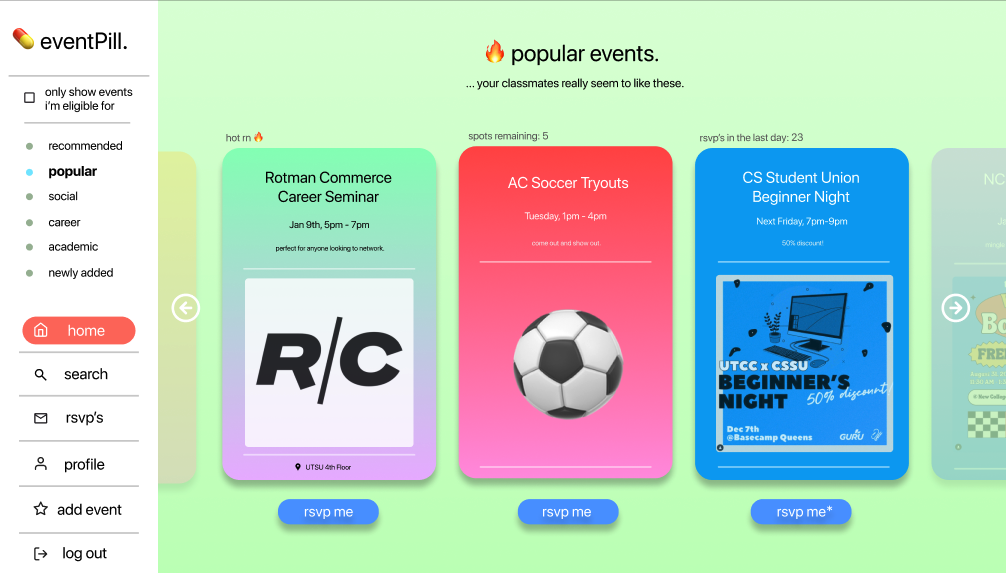 eventPill.
only show events
i'm eligible for
recommended
popular
social
career
academic
newly added
home
search
rsvp's
profile
add event
log out
popular events.
... your classmates really seem to like these.
hot rn
Rotman Commerce
Career Seminar
Jan 9th, 5pm - 7pm
perfect for anyone looking to network.
R/C
UTSU 4th Floor
rsvp me
spots remaining: 5
AC Soccer Tryouts
Tuesday, 1pm - 4pm
come out and show out.
rsvp me
rsvp's in the last day: 23
CS Student Union
Beginner Night
Next Friday, 7pm-9pm
50% discount!
UTCC x CSSU
BEGINNER'S
NIGHT
50% discount!
Dec 7th
@Basecamp Queens
GURU
rsvp me*
NC
Bo
FREE